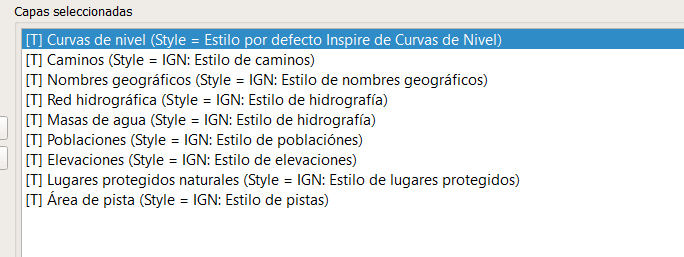 Capas seleccionadas
[T] Curvas de nivel (Style = Estilo por defecto Inspire de Curvas de Nivel)
[T] Caminos (Style = IGN: Estilo de caminos)
[T] Nombres geográficos (Style = IGN: Estilo de nombres geográficos)
[T] Red hidrográfica (Style = IGN: Estilo de hidrografía)
[T] Masas de agua (Style = IGN: Estilo de hidrografía)
[T] Poblaciones (Style = IGN: Estilo de poblaciónes)
[T] Elevaciones (Style = IGN: Estilo de elevaciones)
[T] Lugares protegidos naturales (Style = IGN: Estilo de lugares protegidos)
[T] Área de pista (Style = IGN: Estilo de pistas)